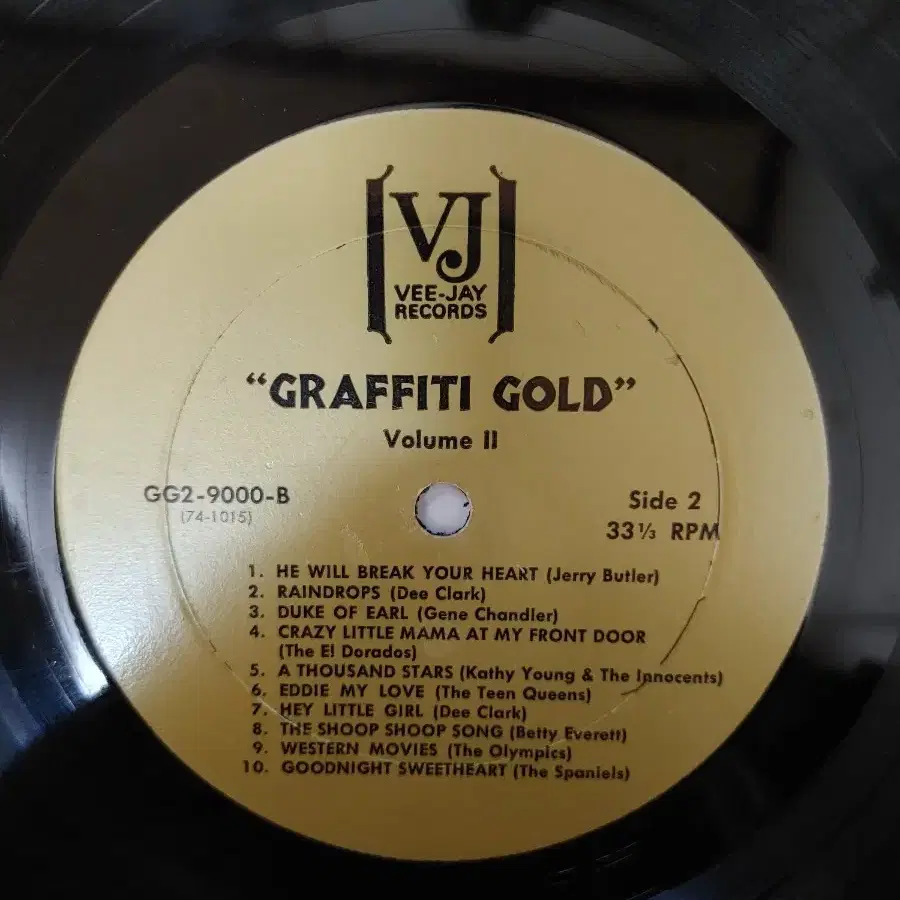 VJ
VEE-JAY
RECORDS
“GRAFFITI GOLD”
Volume II
GG2-9000-B
(74-1015)
Side 2
33⅓ RPM
1. HE WILL BREAK YOUR HEART (Jerry Butler)
2. RAINDROPS (Dee Clark)
3. DUKE OF EARL (Gene Chandler)
4. CRAZY LITTLE MAMA AT MY FRONT DOOR
(The El Dorados)
5. A THOUSAND STARS (Kathy Young & The Innocents)
6. EDDIE MY LOVE (The Teen Queens)
7. HEY LITTLE GIRL (Dee Clark)
8. THE SHOOP SHOOP SONG (Betty Everett)
9. WESTERN MOVIES (The Olympics)
10. GOODNIGHT SWEETHEART (The Spaniels)